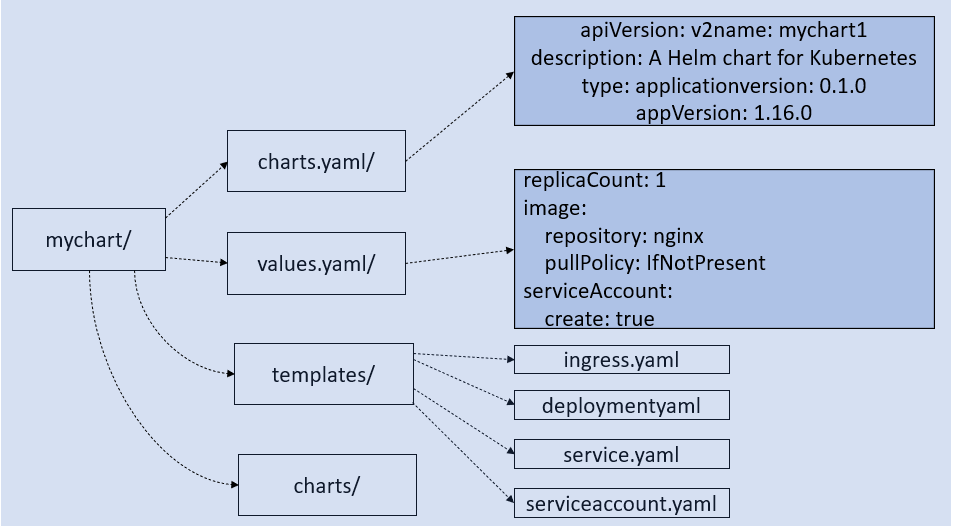 mychart/
charts.yaml/
apiVersion: v2name: mychart1
description: A Helm chart for Kubernetes
type: applicationversion: 0.1.0
appVersion: 1.16.0
values.yaml/
replicaCount: 1
image:
repository: nginx
pullPolicy: IfNotPresent
serviceAccount:
create: true
templates/
ingress.yaml
deploymentyaml
service.yaml
serviceaccount.yaml
charts/